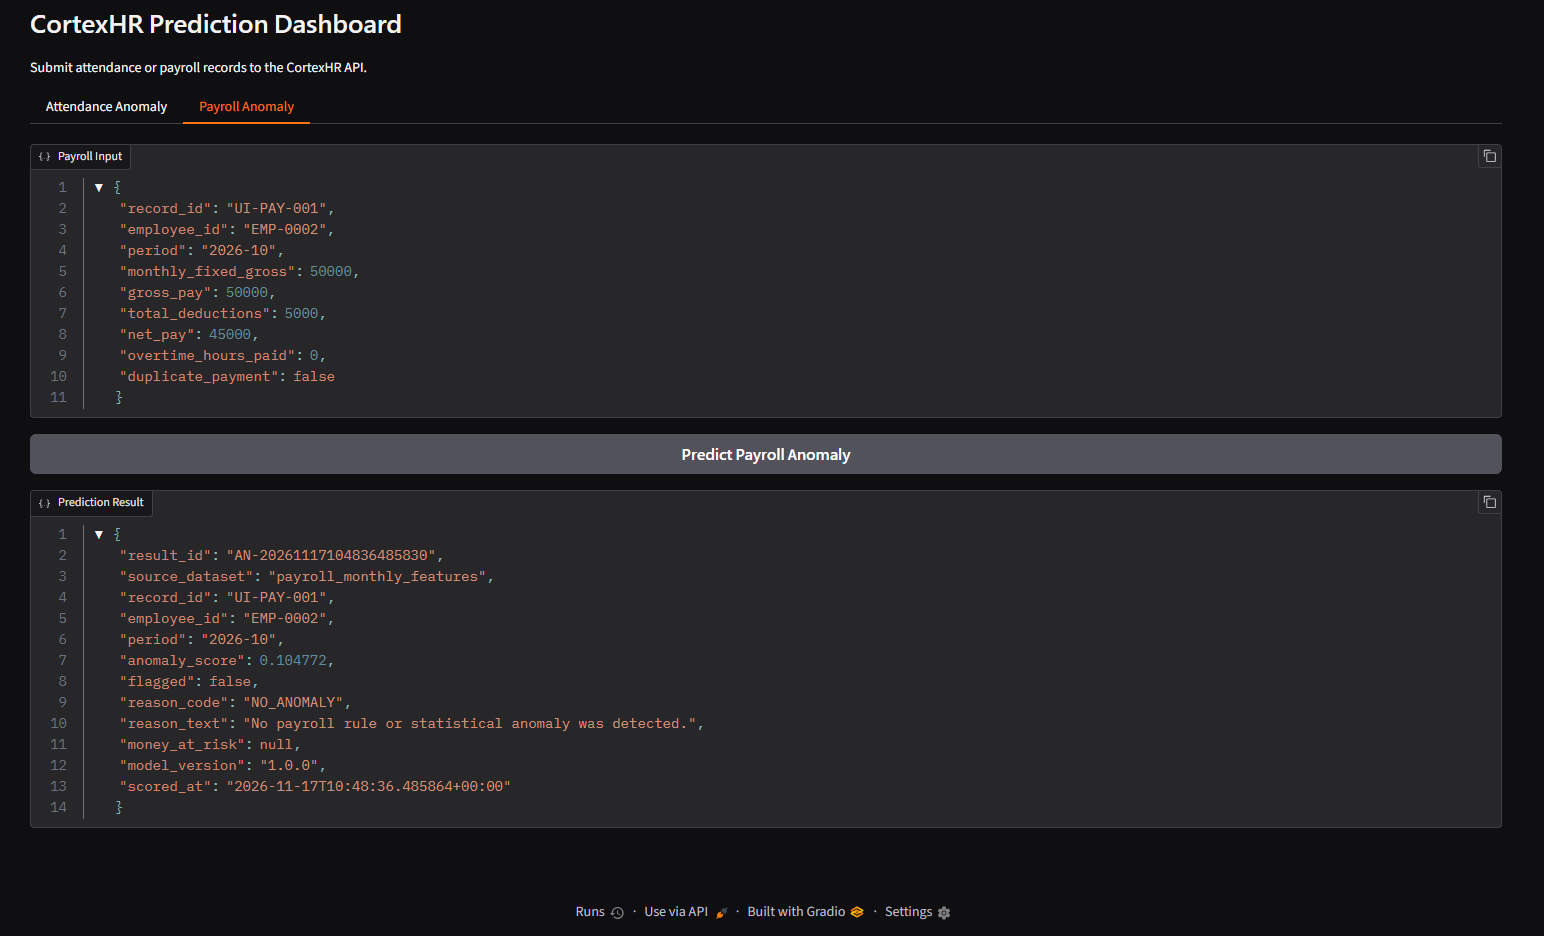 CortexHR Prediction Dashboard
Submit attendance or payroll records to the CortexHR API.
Attendance Anomaly Payroll Anomaly
{ } Payroll Input
1 ▼ {
2 "record_id": "UI-PAY-001",
3 "employee_id": "EMP-0002",
4 "period": "2026-10",
5 "monthly_fixed_gross": 50000,
6 "gross_pay": 50000,
7 "total_deductions": 5000,
8 "net_pay": 45000,
9 "overtime_hours_paid": 0,
10 "duplicate_payment": false
11 }
Predict Payroll Anomaly
{ } Prediction Result
1 ▼ {
2 "result_id": "AN-20261117104836485830",
3 "source_dataset": "payroll_monthly_features",
4 "record_id": "UI-PAY-001",
5 "employee_id": "EMP-0002",
6 "period": "2026-10",
7 "anomaly_score": 0.104772,
8 "flagged": false,
9 "reason_code": "NO_ANOMALY",
10 "reason_text": "No payroll rule or statistical anomaly was detected.",
11 "money_at_risk": null,
12 "model_version": "1.0.0",
13 "scored_at": "2026-11-17T10:48:36.485864+00:00"
14 }
Runs · Use via API · Built with Gradio · Settings